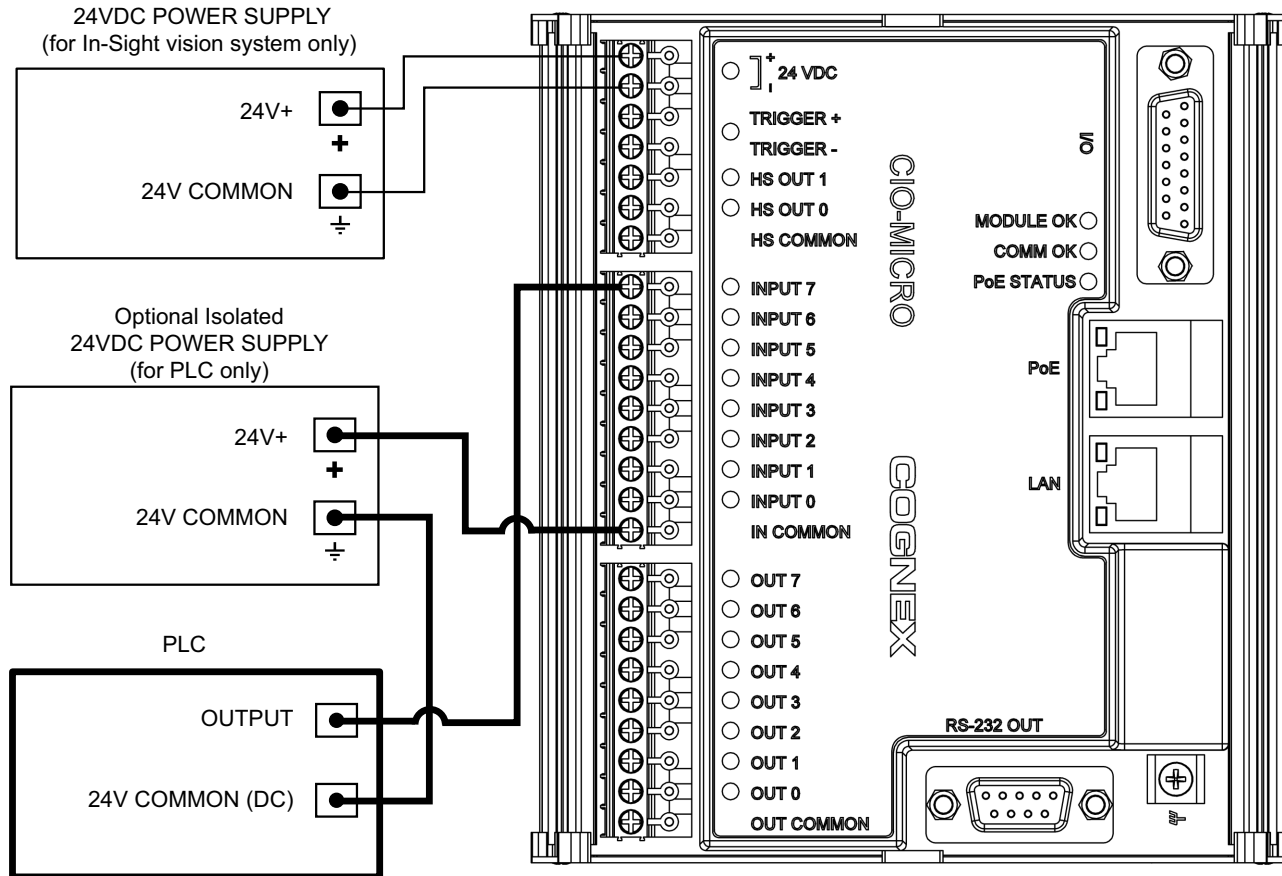 24VDC POWER SUPPLY
(for In-Sight vision system only)
24V+
+
24V COMMON
Optional Isolated
24VDC POWER SUPPLY
(for PLC only)
24V+
+
24V COMMON
PLC
OUTPUT
24V COMMON (DC)
+
-
24 VDC
TRIGGER +
TRIGGER -
HS OUT 1
HS OUT 0
HS COMMON
INPUT 7
INPUT 6
INPUT 5
INPUT 4
INPUT 3
INPUT 2
INPUT 1
INPUT 0
IN COMMON
OUT 7
OUT 6
OUT 5
OUT 4
OUT 3
OUT 2
OUT 1
OUT 0
OUT COMMON
CIO-MICRO
COGNEX
I/O
MODULE OK
COMM OK
PoE STATUS
PoE
LAN
RS-232 OUT